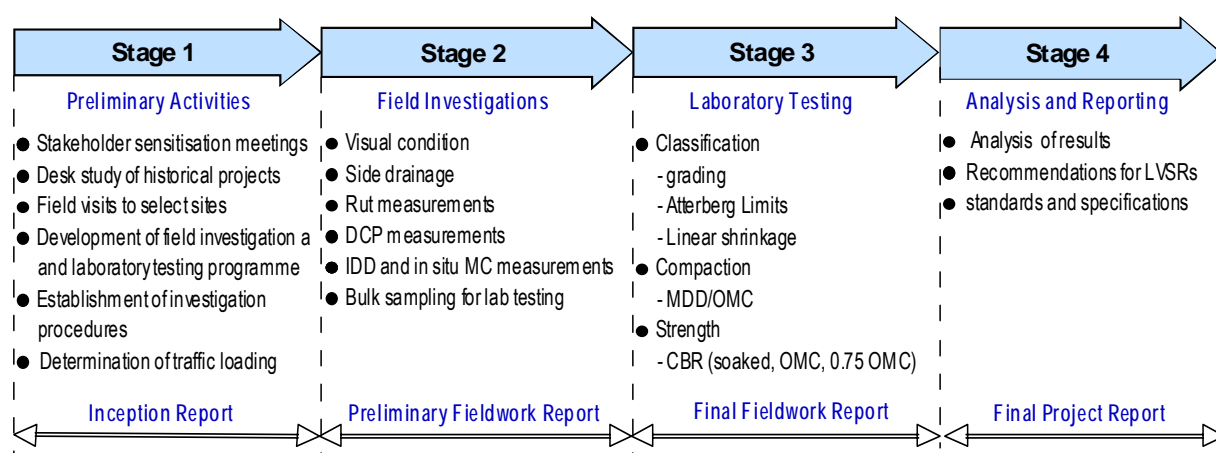 Stage 1
Preliminary Activities
● Stakeholder sensitisation meetings
● Desk study of historical projects
● Field visits to select sites
● Development of field investigation a
and laboratory testing programme
● Establishment of investigation
procedures
● Determination of traffic loading
Inception Report
Stage 2
Field Investigations
● Visual condition
● Side drainage
● Rut measurements
● DCP measurements
● IDD and in situ MC measurements
● Bulk sampling for lab testing
Preliminary Fieldwork Report
Stage 3
Laboratory Testing
● Classification
- grading
- Atterberg Limits
- Linear shrinkage
● Compaction
- MDD/OMC
● Strength
- CBR (soaked, OMC, 0.75 OMC)
Final Fieldwork Report
Stage 4
Analysis and Reporting
● Analysis of results
● Recommendations for LVSRs
● standards and specifications
Final Project Report